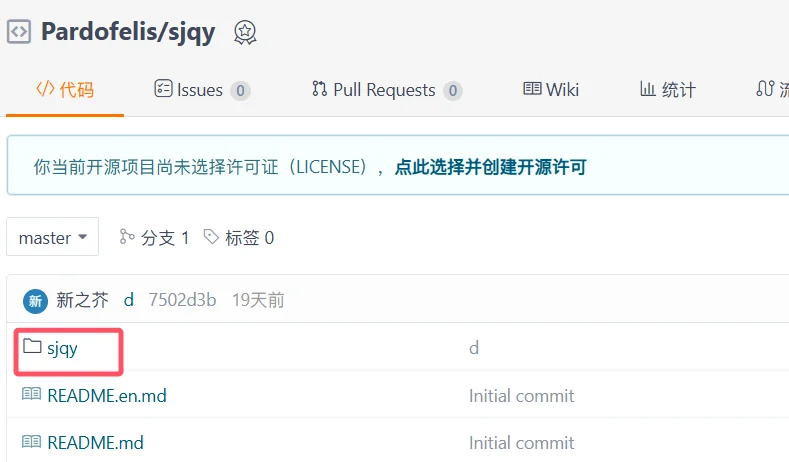 Pardofelis/sjqy
代码 Issues 0 Pull Requests 0 Wiki 统计 流
你当前开源项目尚未选择许可证（LICENSE），点此选择并创建开源许可
master 分支 1 标签 0
新 新之芥 d 7502d3b 19天前
sjqy d
README.en.md Initial commit
README.md Initial commit